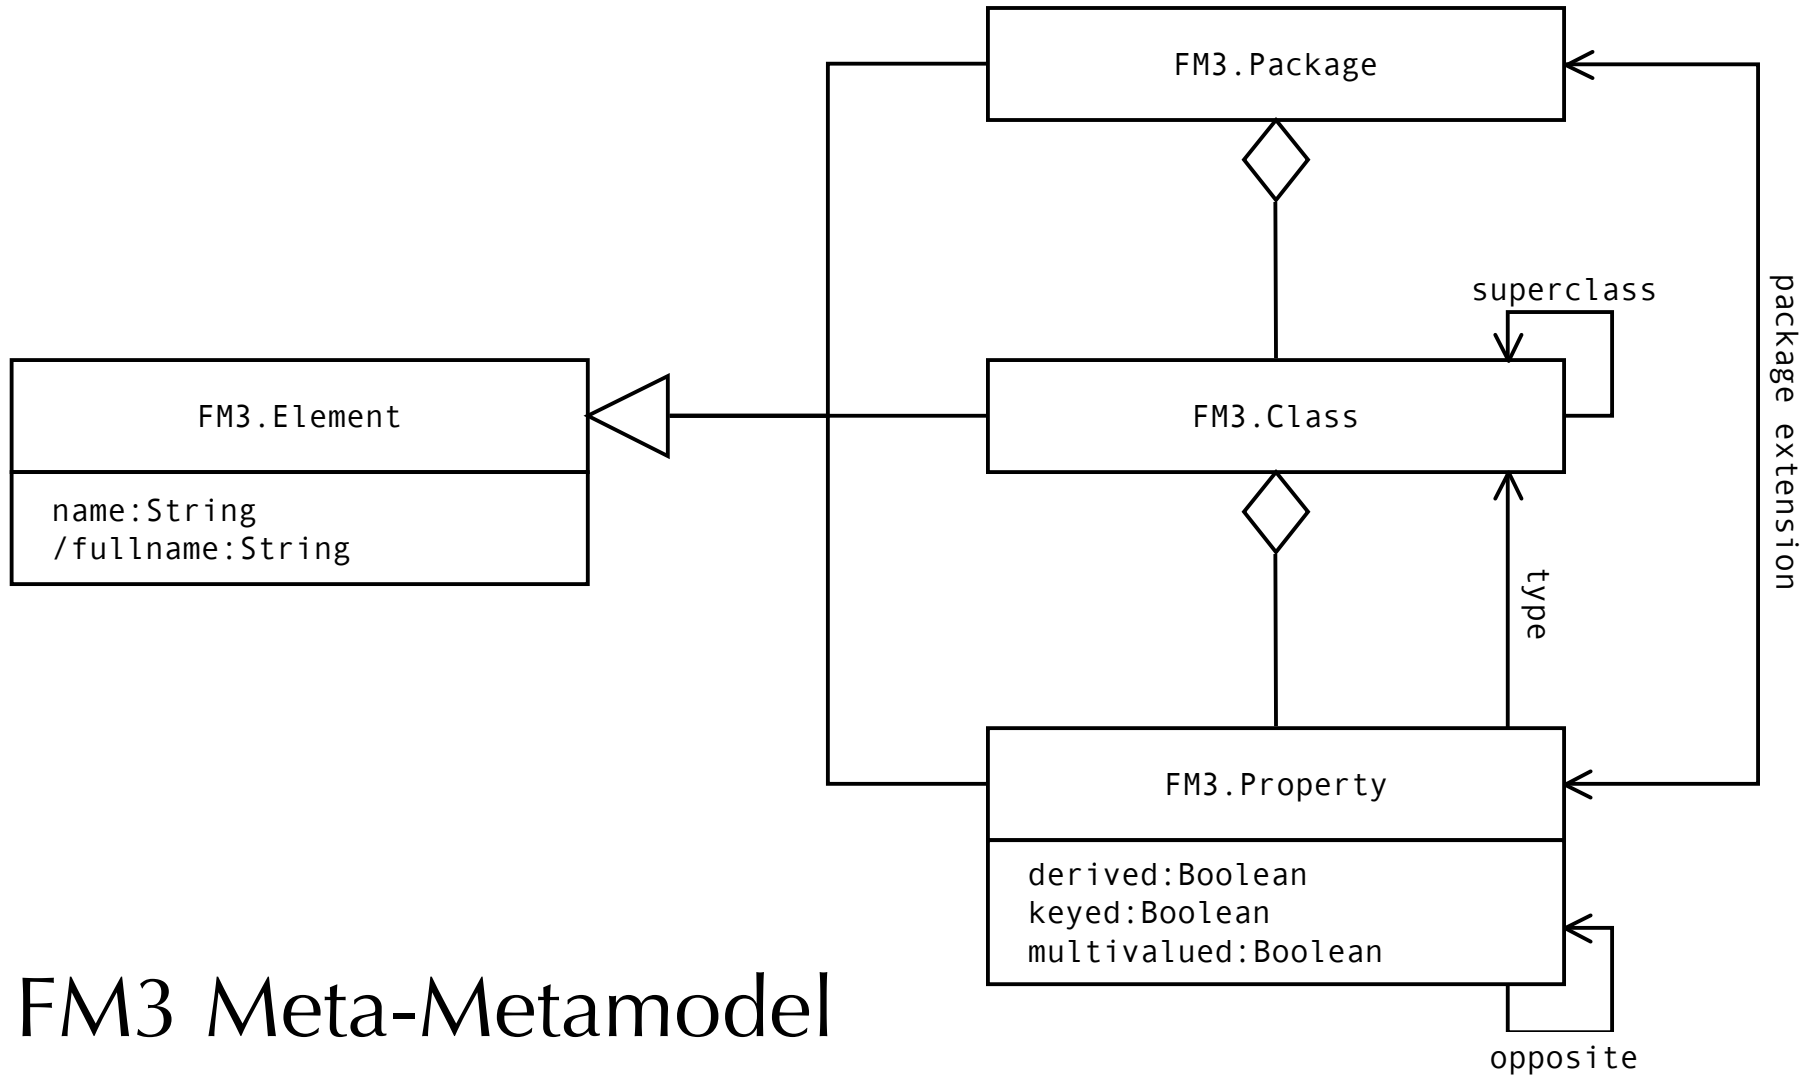 FM3.Package
superclass
package extension
FM3.Element
FM3.Class
name:String
/fullname:String
type
FM3.Property
derived:Boolean
keyed:Boolean
multivalued:Boolean
FM3 Meta-Metamodel
opposite